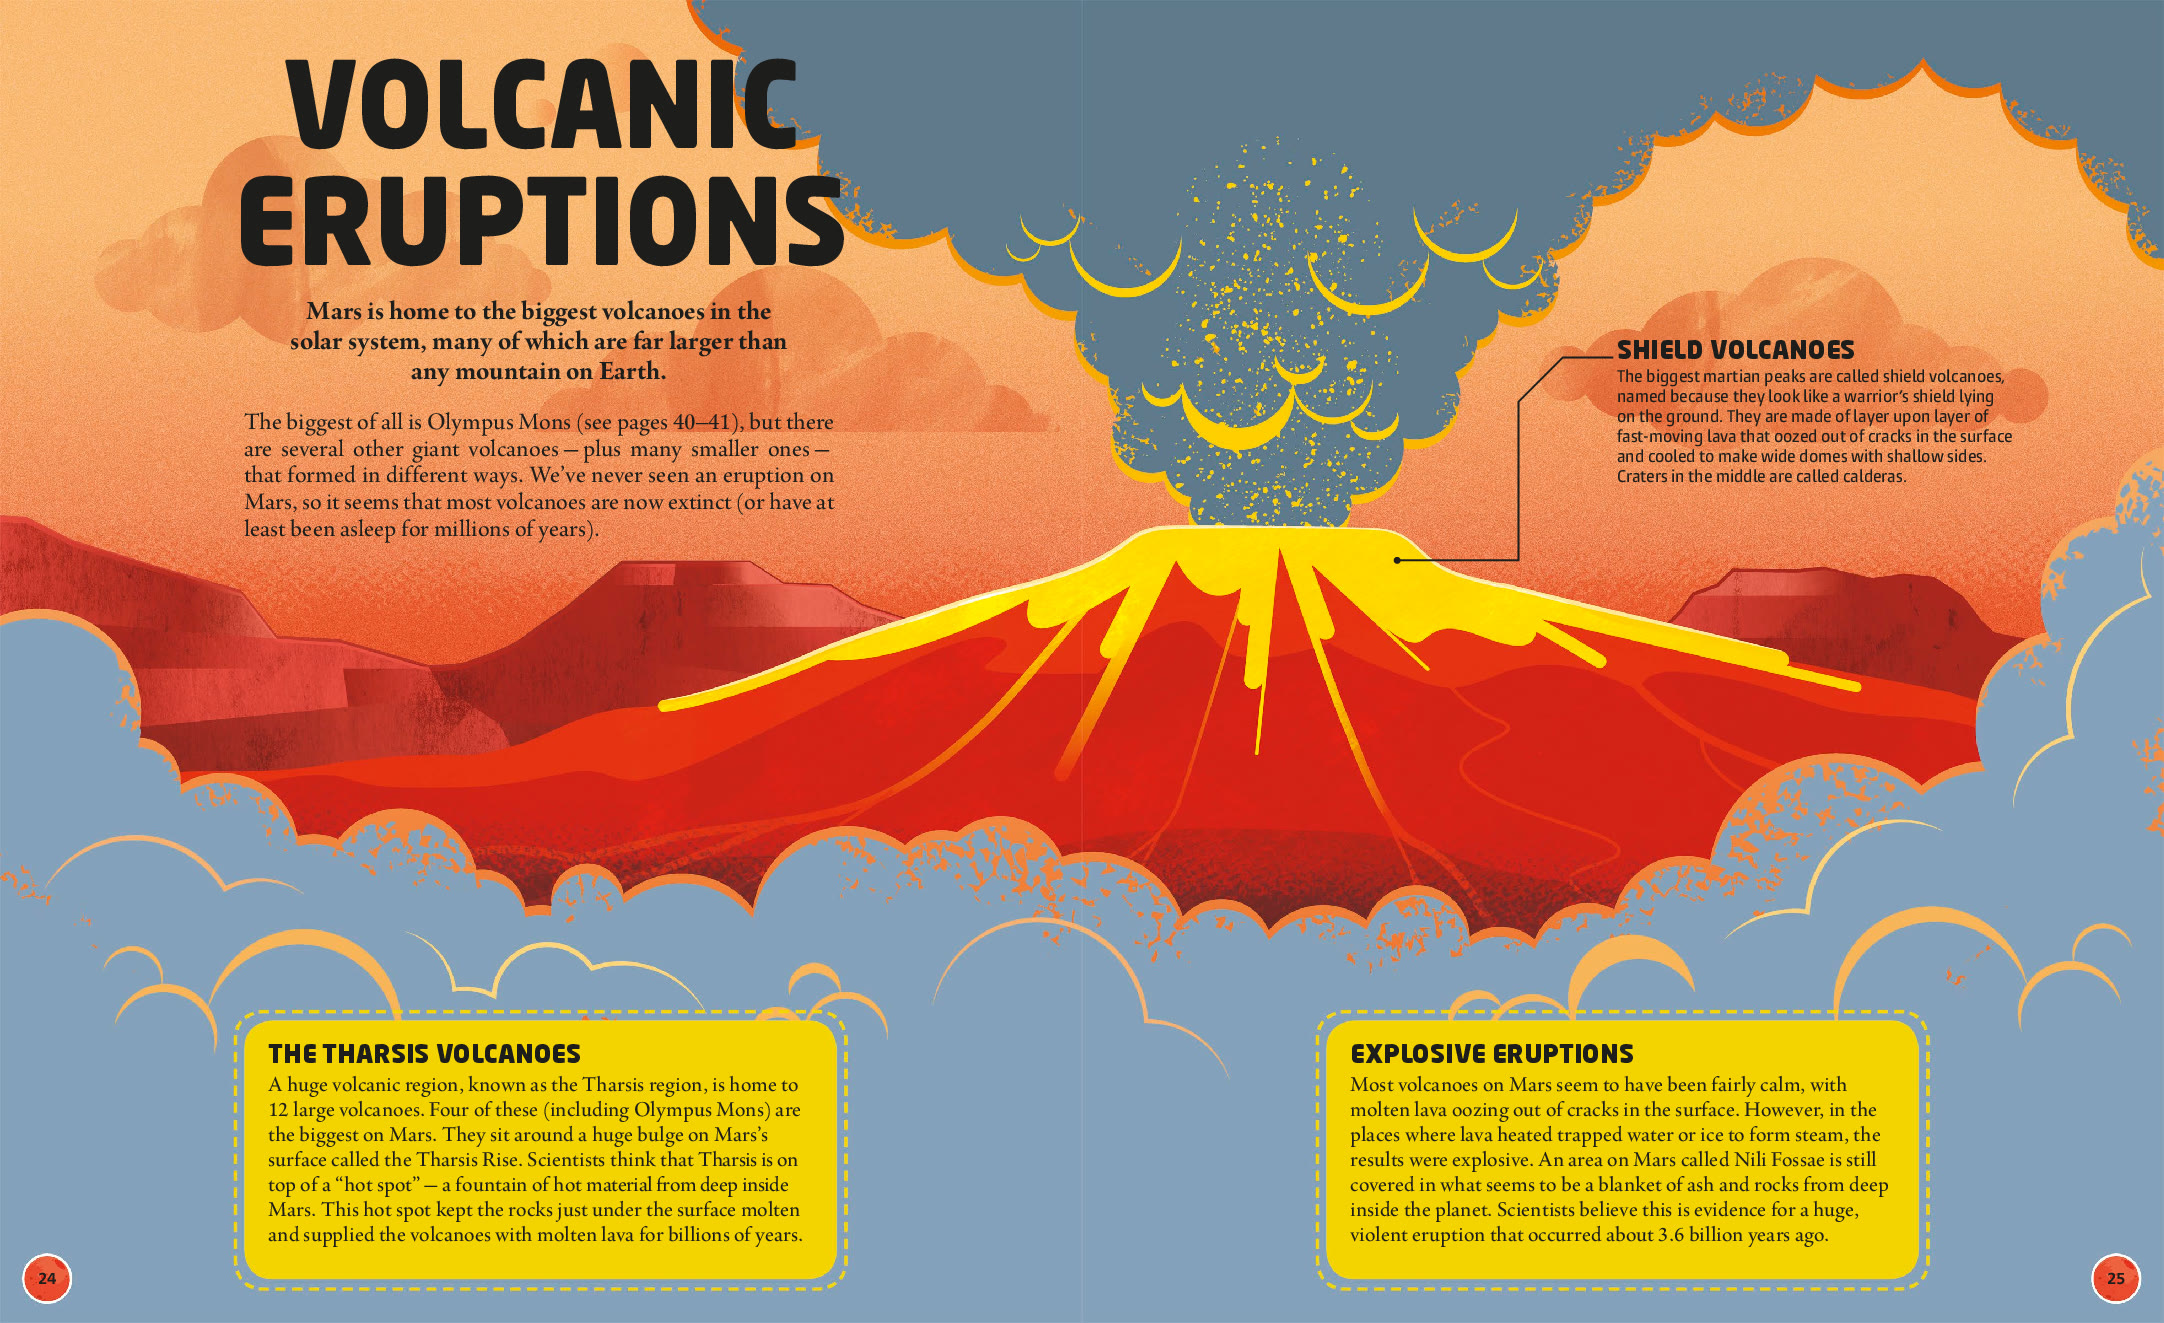 VOLCANIC
ERUPTIONS
Mars is home to the biggest volcanoes in the
solar system, many of which are far larger than
any mountain on Earth.
The biggest of all is Olympus Mons (see pages 40–41), but there
are several other giant volcanoes – plus many smaller ones –
that formed in different ways. We’ve never seen an eruption on
Mars, so it seems that most volcanoes are now extinct (or have at
least been asleep for millions of years).
SHIELD VOLCANOES
The biggest martian peaks are called shield volcanoes,
named because they look like a warrior’s shield lying
on the ground. They are made of layer upon layer of
fast-moving lava that oozed out of cracks in the surface
and cooled to make wide domes with shallow sides.
Craters in the middle are called calderas.
THE THARSIS VOLCANOES
A huge volcanic region, known as the Tharsis region, is home to
12 large volcanoes. Four of these (including Olympus Mons) are
the biggest on Mars. They sit around a huge bulge on Mars’s
surface called the Tharsis Rise. Scientists think that Tharsis is on
top of a “hot spot” – a fountain of hot material from deep inside
Mars. This hot spot kept the rocks just under the surface molten
and supplied the volcanoes with molten lava for billions of years.
EXPLOSIVE ERUPTIONS
Most volcanoes on Mars seem to have been fairly calm, with
molten lava oozing out of cracks in the surface. However, in the
places where lava heated trapped water or ice to form steam, the
results were explosive. An area on Mars called Nili Fossae is still
covered in what seems to be a blanket of ash and rocks from deep
inside the planet. Scientists believe this is evidence for a huge,
violent eruption that occurred about 3.6 billion years ago.
24
25